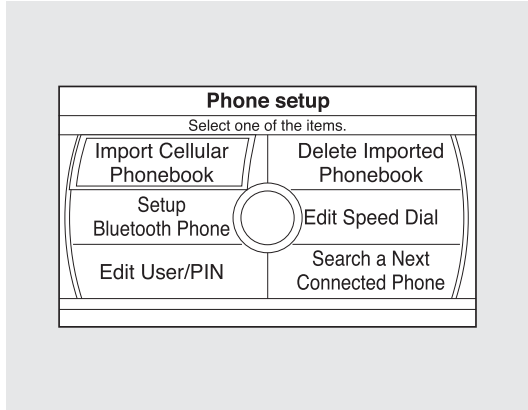 Phone setup
Select one of the items.
Import Cellular
Phonebook
Delete Imported
Phonebook
Setup
Bluetooth Phone
Edit Speed Dial
Edit User/PIN
Search a Next
Connected Phone